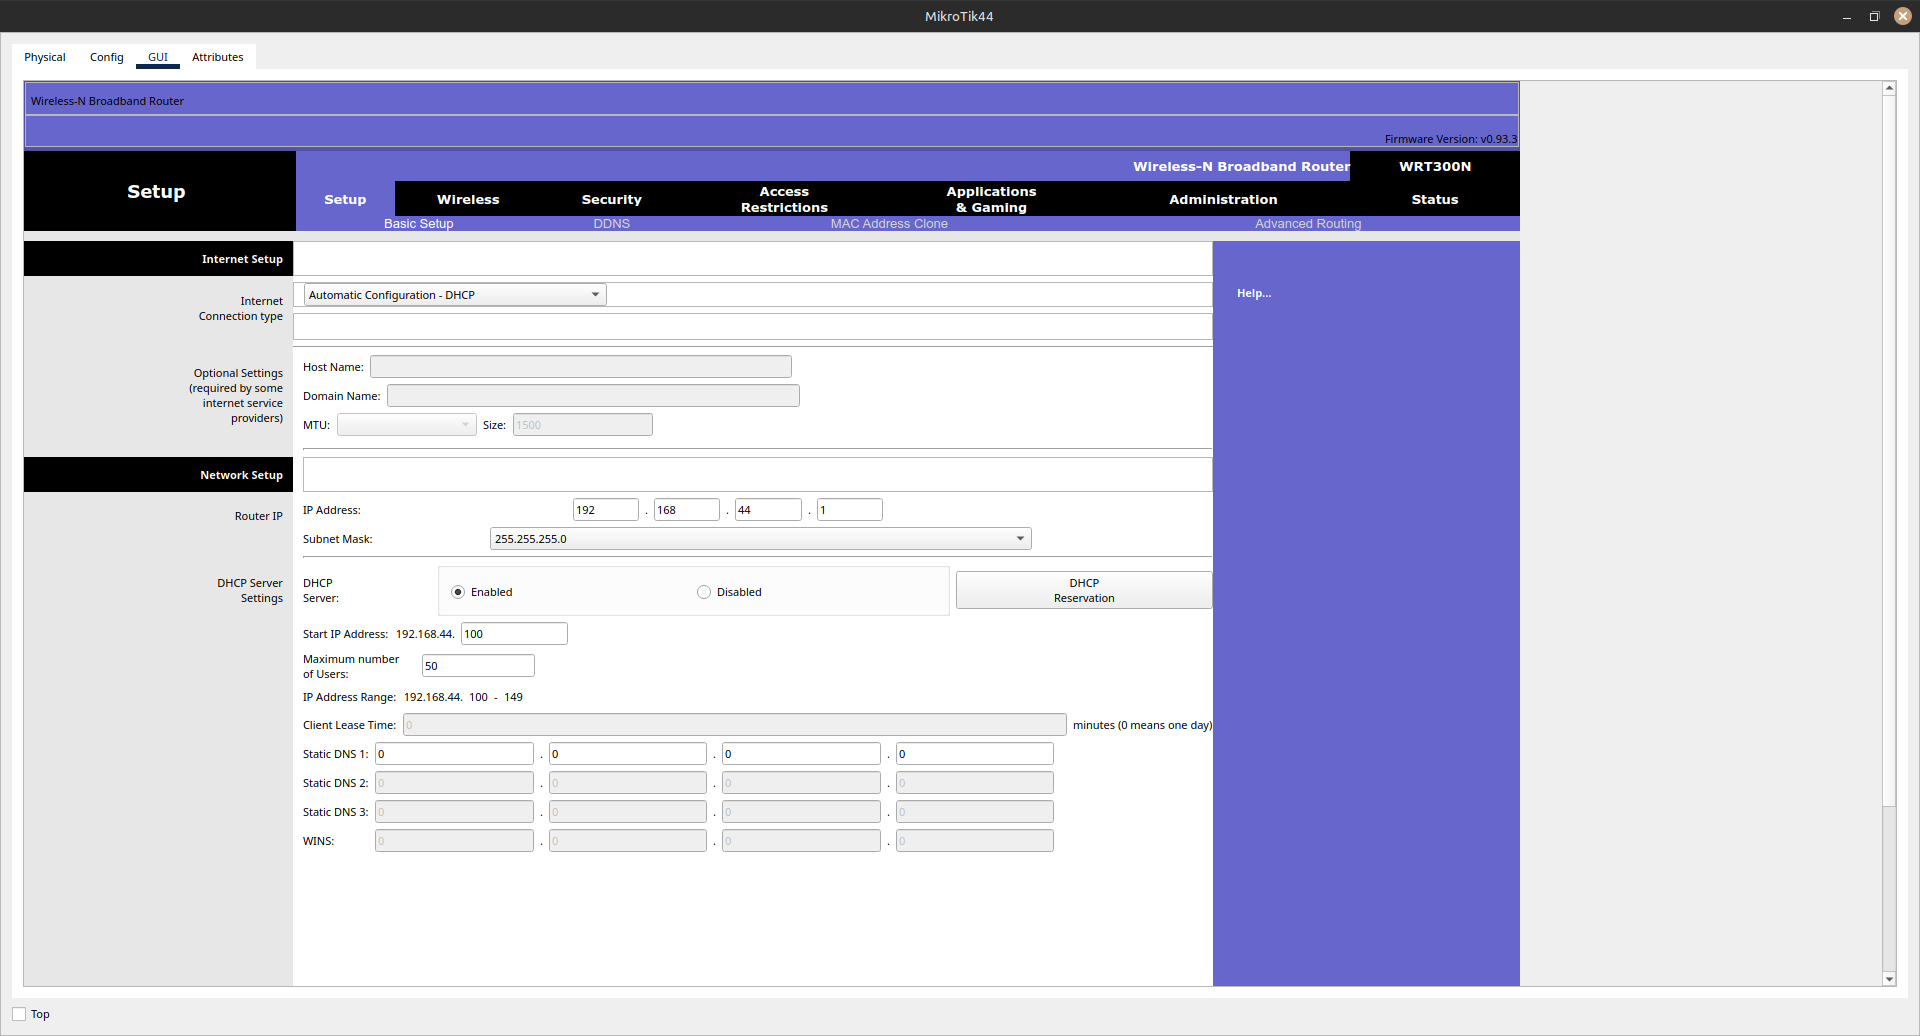 MikroTik44
Physical Config GUI Attributes
Wireless-N Broadband Router
Firmware Version: v0.93.3
Wireless-N Broadband Router WRT300N
Setup
Setup Wireless Security Access Restrictions Applications & Gaming Administration Status
Basic Setup DDNS MAC Address Clone Advanced Routing
Internet Setup
Internet
Connection type
Automatic Configuration - DHCP
Help...
Optional Settings
(required by some
internet service
providers)
Host Name:
Domain Name:
MTU: Size: 1500
Network Setup
Router IP
IP Address: 192 . 168 . 44 . 1
Subnet Mask: 255.255.255.0
DHCP Server
Settings
DHCP
Server:
Enabled Disabled
DHCP
Reservation
Start IP Address: 192.168.44. 100
Maximum number
of Users:
50
IP Address Range: 192.168.44. 100 - 149
Client Lease Time: 0 minutes (0 means one day)
Static DNS 1: 0 . 0 . 0 . 0
Static DNS 2: 0 . 0 . 0 . 0
Static DNS 3: 0 . 0 . 0 . 0
WINS: 0 . 0 . 0 . 0
Top